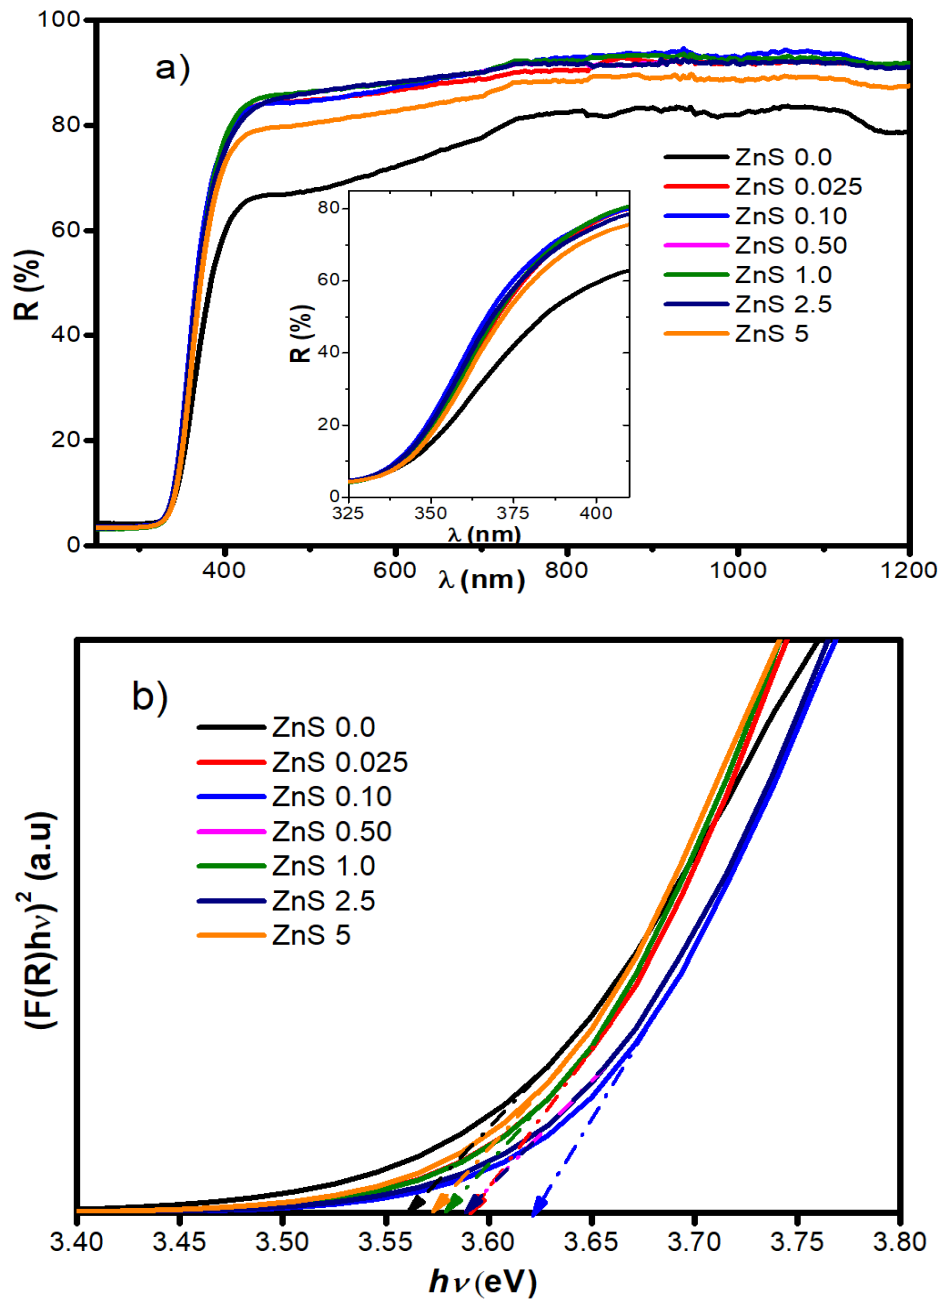 a)
R (%)
100
80
60
40
20
0
400
600
800
1000
1200
λ (nm)
ZnS 0.0
ZnS 0.025
ZnS 0.10
ZnS 0.50
ZnS 1.0
ZnS 2.5
ZnS 5
R (%)
80
60
40
20
0
325
350
375
400
λ (nm)
b)
(F(R)hν)² (a.u)
ZnS 0.0
ZnS 0.025
ZnS 0.10
ZnS 0.50
ZnS 1.0
ZnS 2.5
ZnS 5
3.40
3.45
3.50
3.55
3.60
3.65
3.70
3.75
3.80
hν (eV)